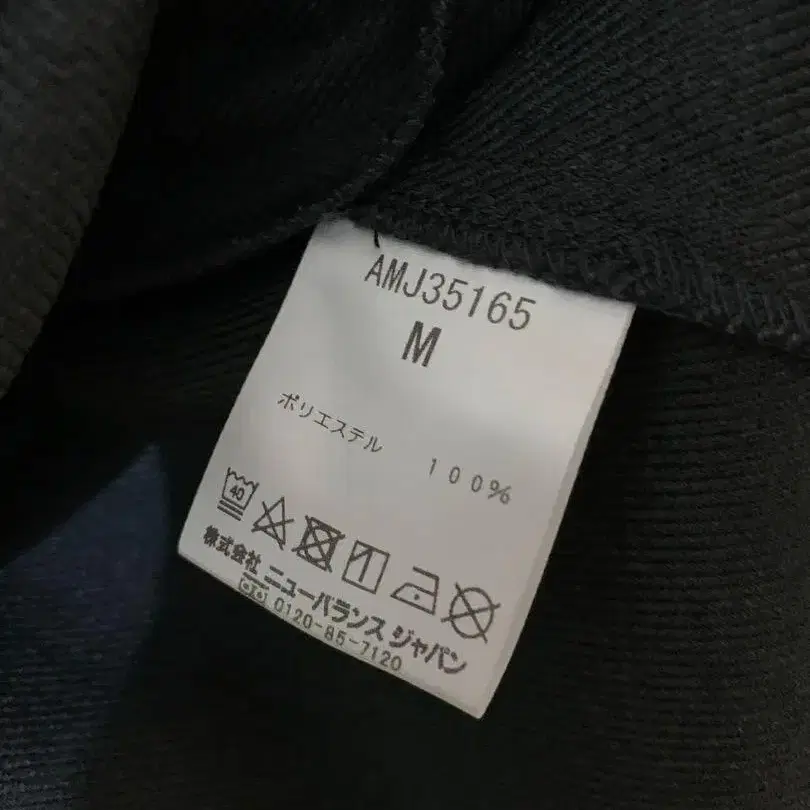 AMJ35165
M
ポリエステル 100%
40
株式会社 ニューバランス ジャパン
0120-85-7120